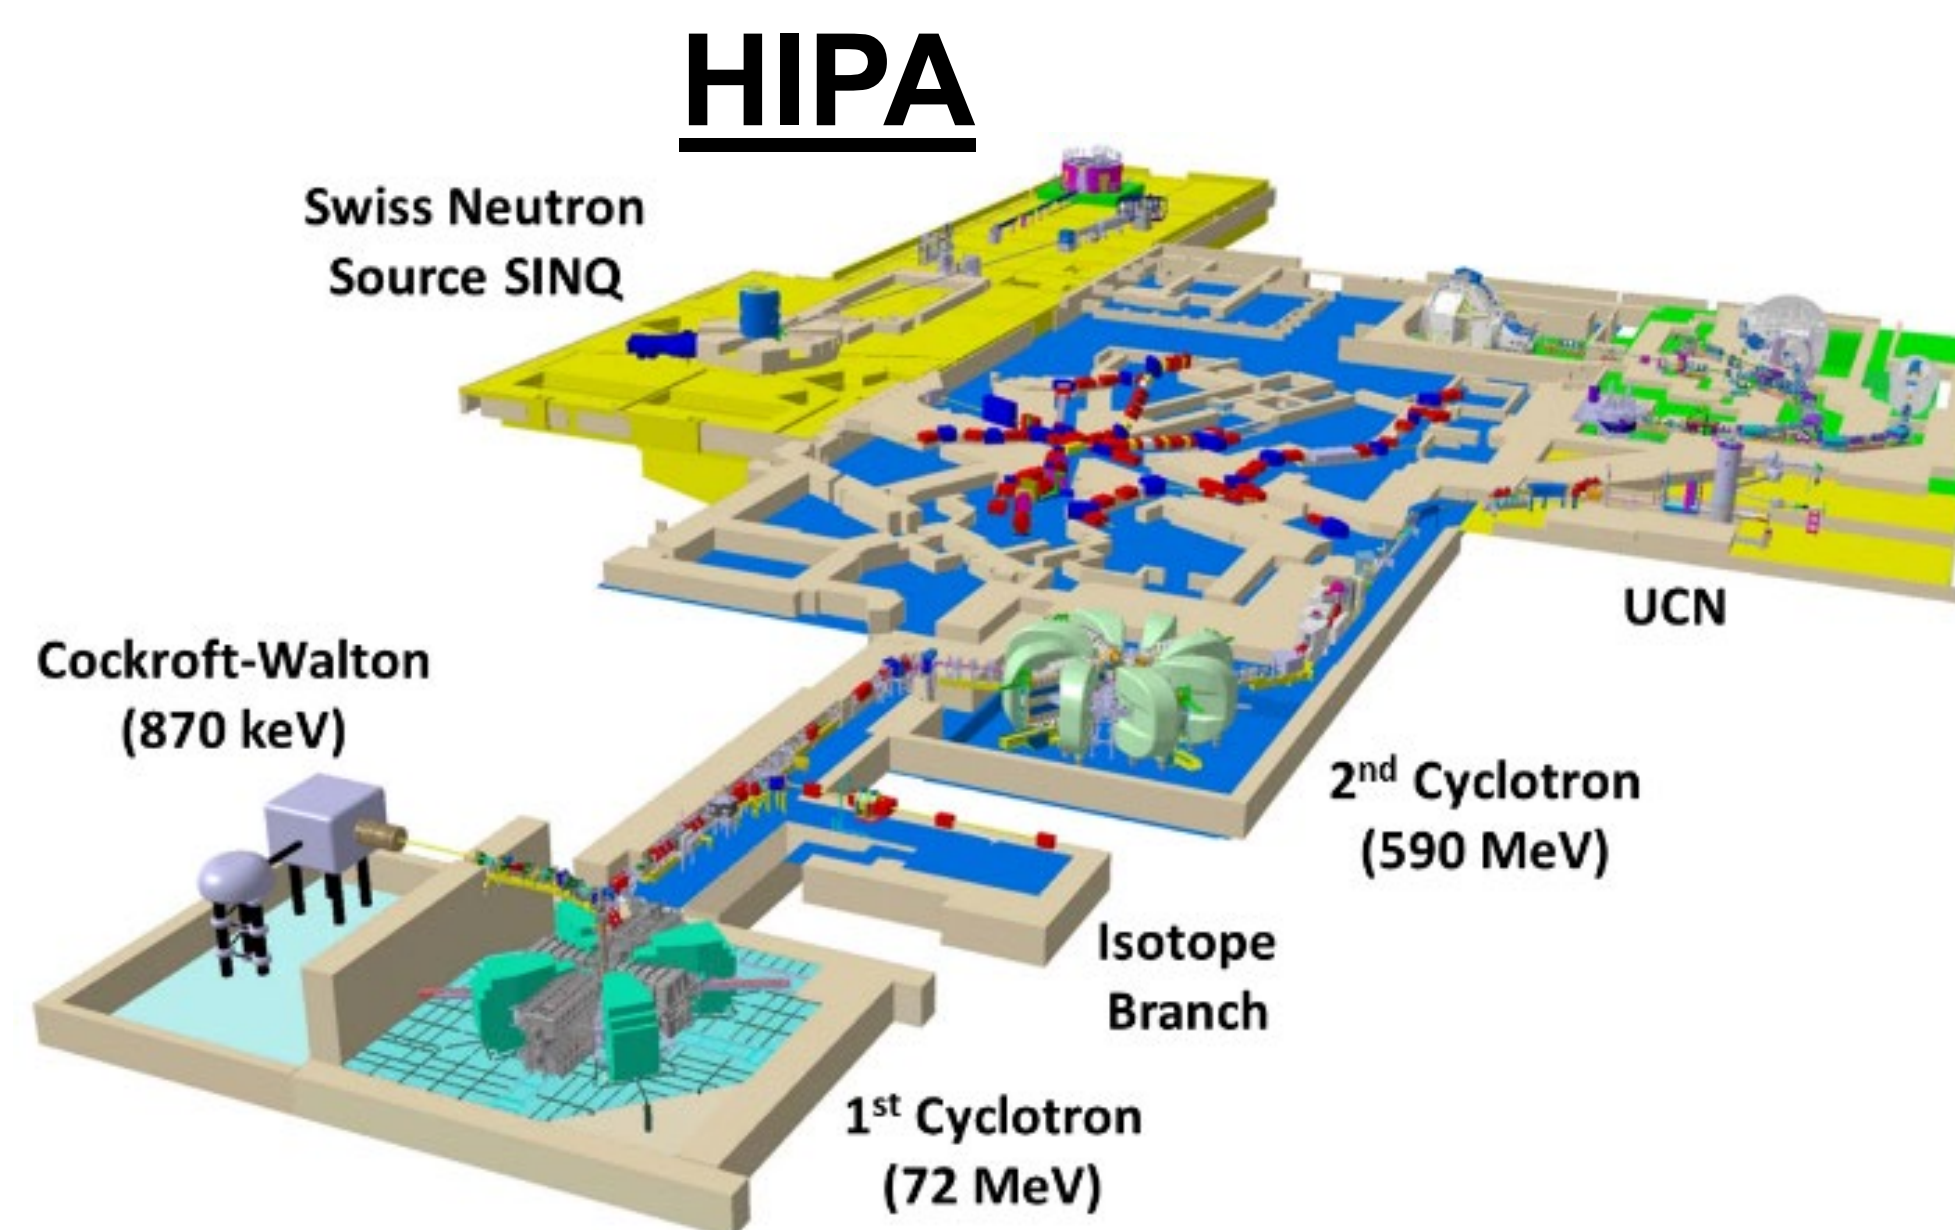 HIPA
Swiss Neutron
Source SINQ
UCN
Cockroft-Walton
(870 keV)
2nd Cyclotron
(590 MeV)
Isotope
Branch
1st Cyclotron
(72 MeV)